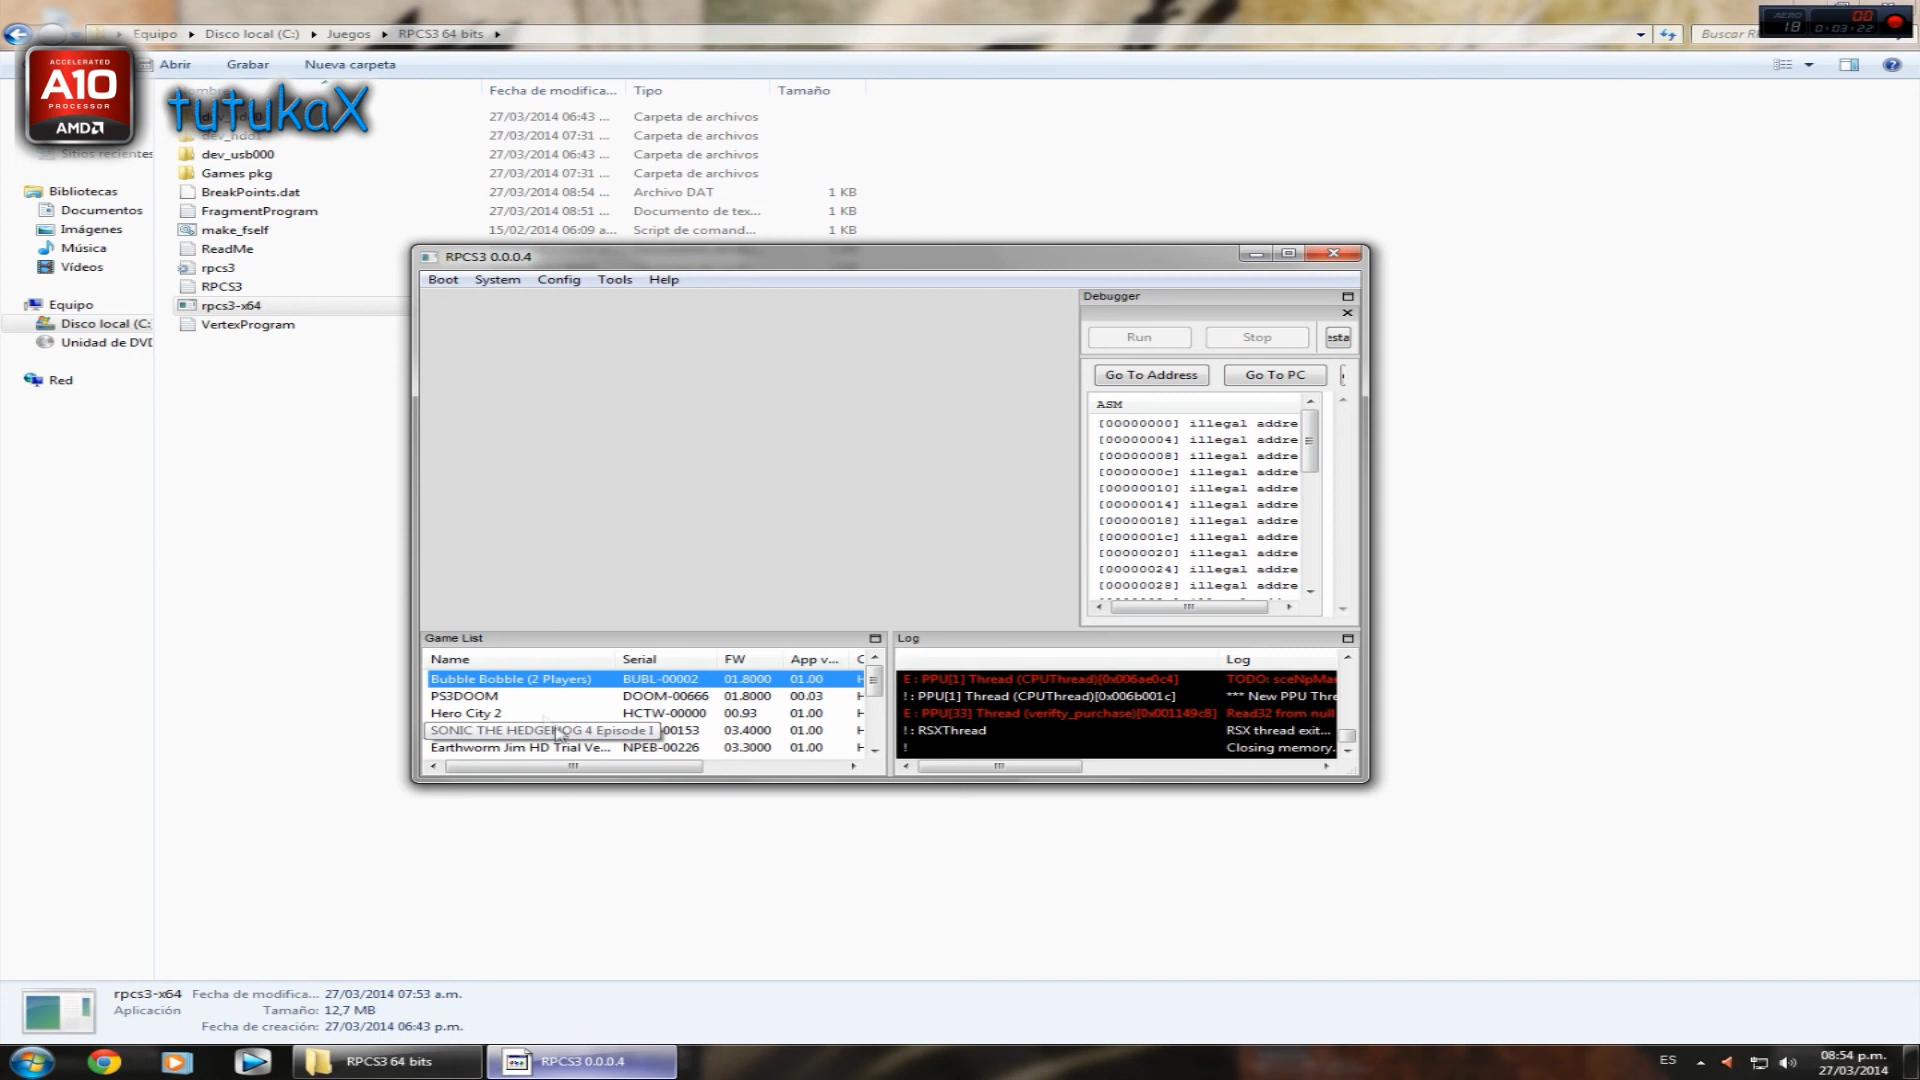 Equipo Disco local (C:) Juegos RPCS3 64 bits
AERO 18 00 0:03:22
Abrir Grabar Nueva carpeta
ACCELERATED A10 PROCESSOR AMD
tutukaX
Fecha de modifica... Tipo Tamaño
27/03/2014 06:43 ... Carpeta de archivos
dev_hdd1 27/03/2014 07:31 ... Carpeta de archivos
Sitios recientes dev_usb000 27/03/2014 06:43 ... Carpeta de archivos
Games pkg 27/03/2014 07:31 ... Carpeta de archivos
Bibliotecas BreakPoints.dat 27/03/2014 08:54 ... Archivo DAT 1 KB
Documentos FragmentProgram 27/03/2014 08:51 ... Documento de tex... 1 KB
Imágenes make_fself 15/02/2014 06:09 a... Script de comand... 1 KB
Música ReadMe
Vídeos rpcs3
RPCS3
Equipo rpcs3-x64
Disco local (C: VertexProgram
Unidad de DVD
Red
RPCS3 0.0.0.4
Boot System Config Tools Help
Debugger
Run Stop esta
Go To Address Go To PC
ASM
[00000000] illegal addre
[00000004] illegal addre
[00000008] illegal addre
[0000000c] illegal addre
[00000010] illegal addre
[00000014] illegal addre
[00000018] illegal addre
[0000001c] illegal addre
[00000020] illegal addre
[00000024] illegal addre
[00000028] illegal addre
Game List
Name Serial FW App v... C
Bubble Bobble (2 Players) BUBL-00002 01.8000 01.00 H
PS3DOOM DOOM-00666 01.8000 00.03 H
Hero City 2 HCTW-00000 00.93 01.00 H
SONIC THE HEDGEHOG 4 Episode I -00153 03.4000 01.00 H
Earthworm Jim HD Trial Ve... NPEB-00226 03.3000 01.00 H
Log
Log
E : PPU[1] Thread (CPUThread)[0x006ae0c4] TODO: sceNpMa
! : PPU[1] Thread (CPUThread)[0x006b001c] *** New PPU Thre
E : PPU[33] Thread (verifty_purchase)[0x001149c8] Read32 from null
! : RSXThread RSX thread exit...
! Closing memory.
rpcs3-x64 Fecha de modifica... 27/03/2014 07:53 a.m.
Aplicación Tamaño: 12,7 MB
Fecha de creación: 27/03/2014 06:43 p.m.
RPCS3 64 bits RPCS3 0.0.0.4 ES 08:54 p.m.
27/03/2014